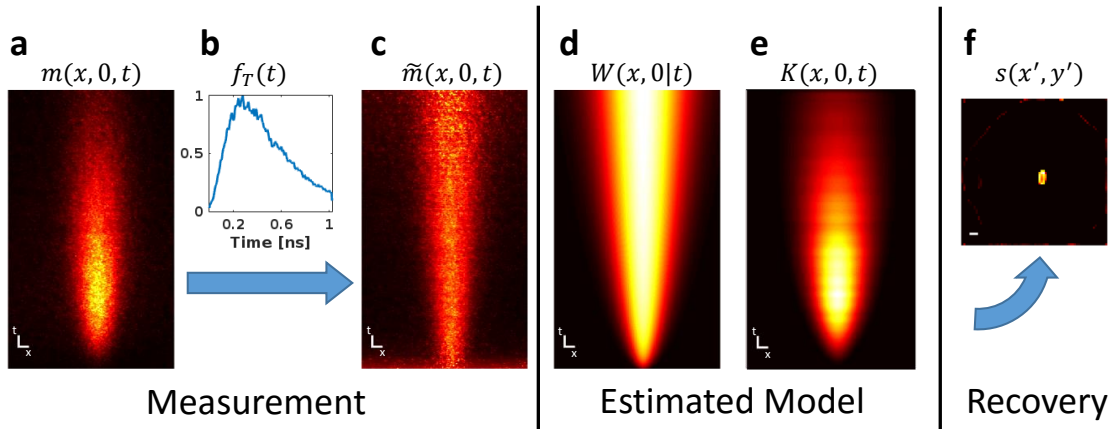 a b c d e f
m(x, 0, t) f_T(t) m̃(x, 0, t) W(x, 0|t) K(x, 0, t) s(x′, y′)
1
0.5
0
0.2 0.6 1
Time [ns]
t t t t
x x x x
Measurement Estimated Model Recovery